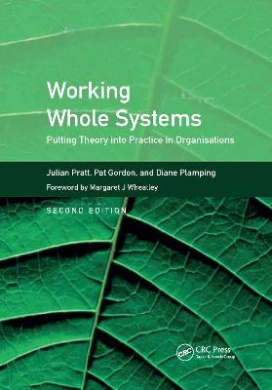 Working
Whole Systems
Putting Theory into Practice in Organisations
Julian Pratt, Pat Gordon, and Diane Plamping
Foreword by Margaret J Wheatley
SECOND EDITION
CRC Press
Taylor & Francis Group